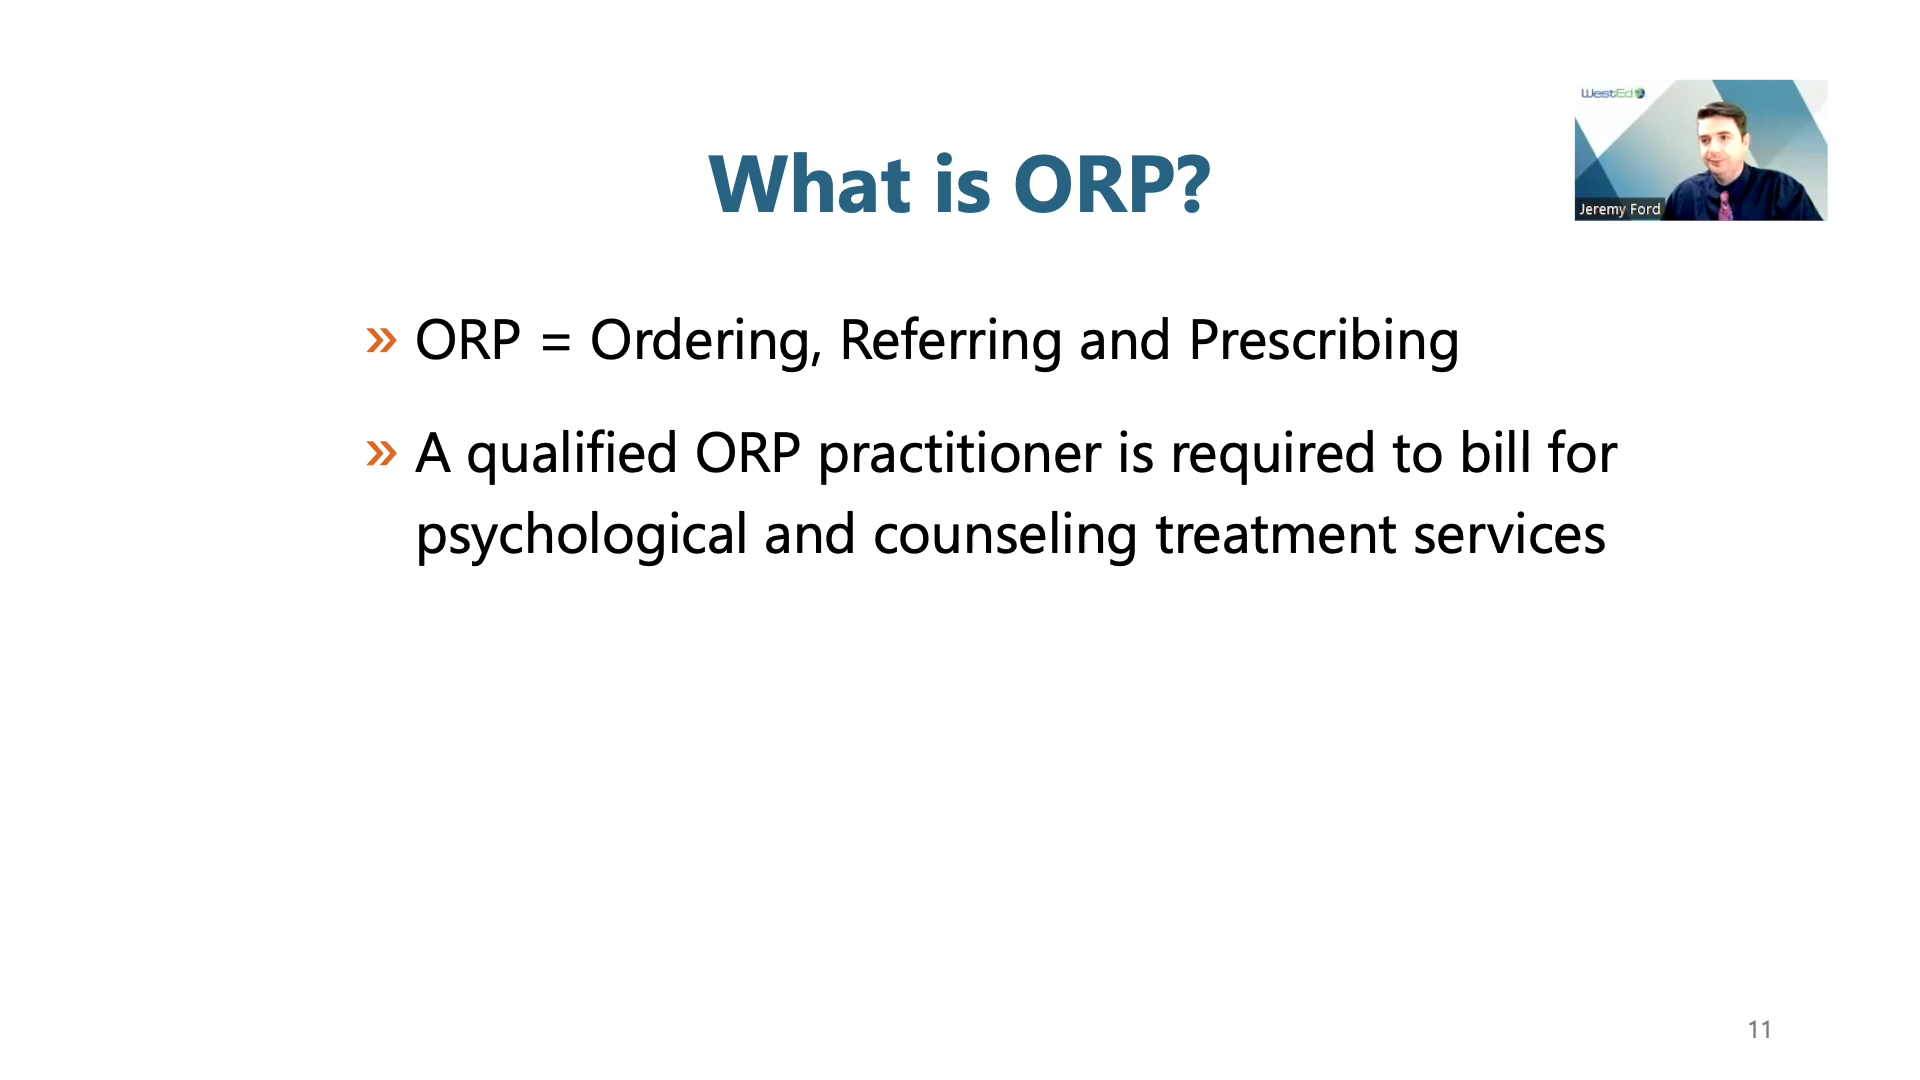 WestEd
What is ORP?
Jeremy Ford
» ORP = Ordering, Referring and Prescribing
» A qualified ORP practitioner is required to bill for
psychological and counseling treatment services
11